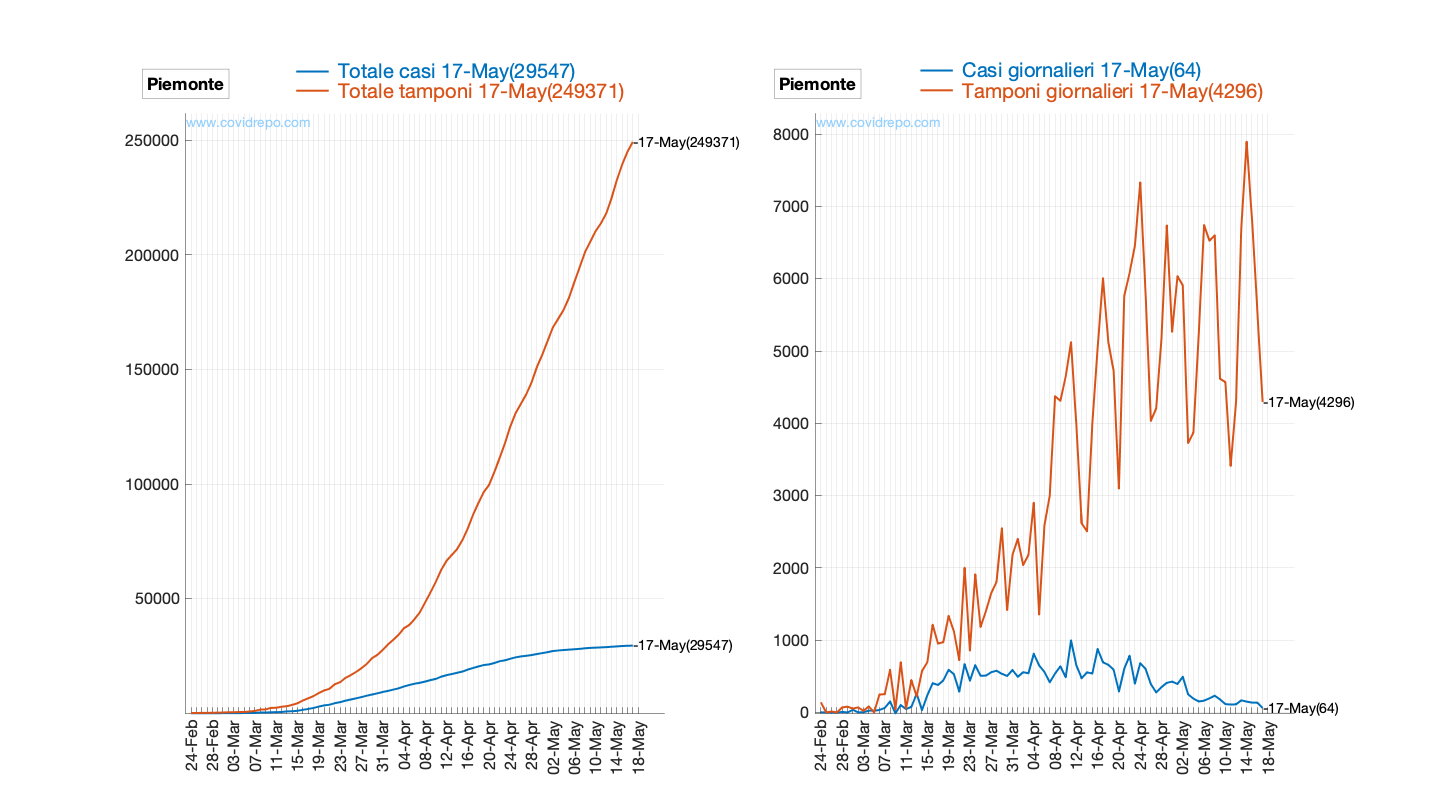 Piemonte
Totale casi 17-May(29547)
Totale tamponi 17-May(249371)
www.covidrepo.com
250000
200000
150000
100000
50000
-17-May(249371)
-17-May(29547)
24-Feb
28-Feb
03-Mar
07-Mar
11-Mar
15-Mar
19-Mar
23-Mar
27-Mar
31-Mar
04-Apr
08-Apr
12-Apr
16-Apr
20-Apr
24-Apr
28-Apr
02-May
06-May
10-May
14-May
18-May
Piemonte
Casi giornalieri 17-May(64)
Tamponi giornalieri 17-May(4296)
www.covidrepo.com
8000
7000
6000
5000
4000
3000
2000
1000
0
-17-May(4296)
-17-May(64)
24-Feb
28-Feb
03-Mar
07-Mar
11-Mar
15-Mar
19-Mar
23-Mar
27-Mar
31-Mar
04-Apr
08-Apr
12-Apr
16-Apr
20-Apr
24-Apr
28-Apr
02-May
06-May
10-May
14-May
18-May